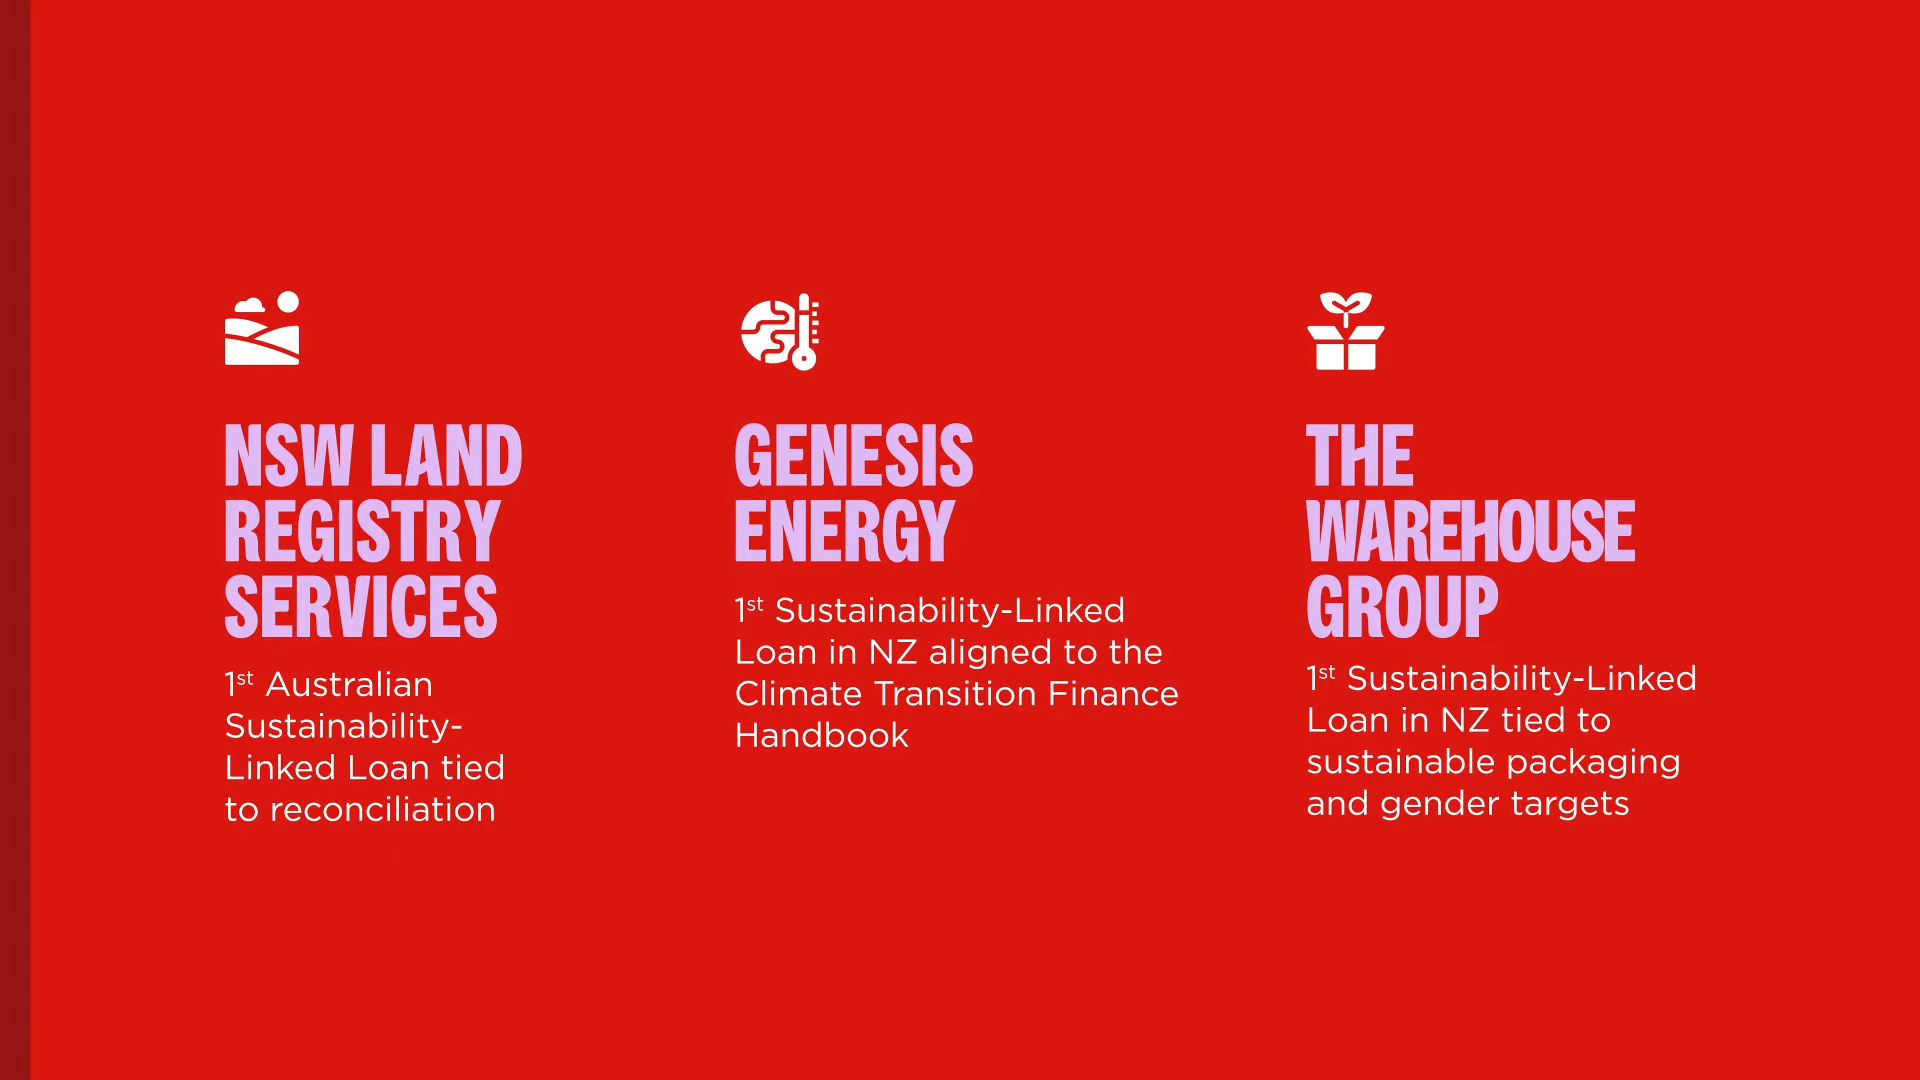 NSW LAND
REGISTRY
SERVICES
1st Australian
Sustainability-
Linked Loan tied
to reconciliation
GENESIS
ENERGY
1st Sustainability-Linked
Loan in NZ aligned to the
Climate Transition Finance
Handbook
THE
WAREHOUSE
GROUP
1st Sustainability-Linked
Loan in NZ tied to
sustainable packaging
and gender targets